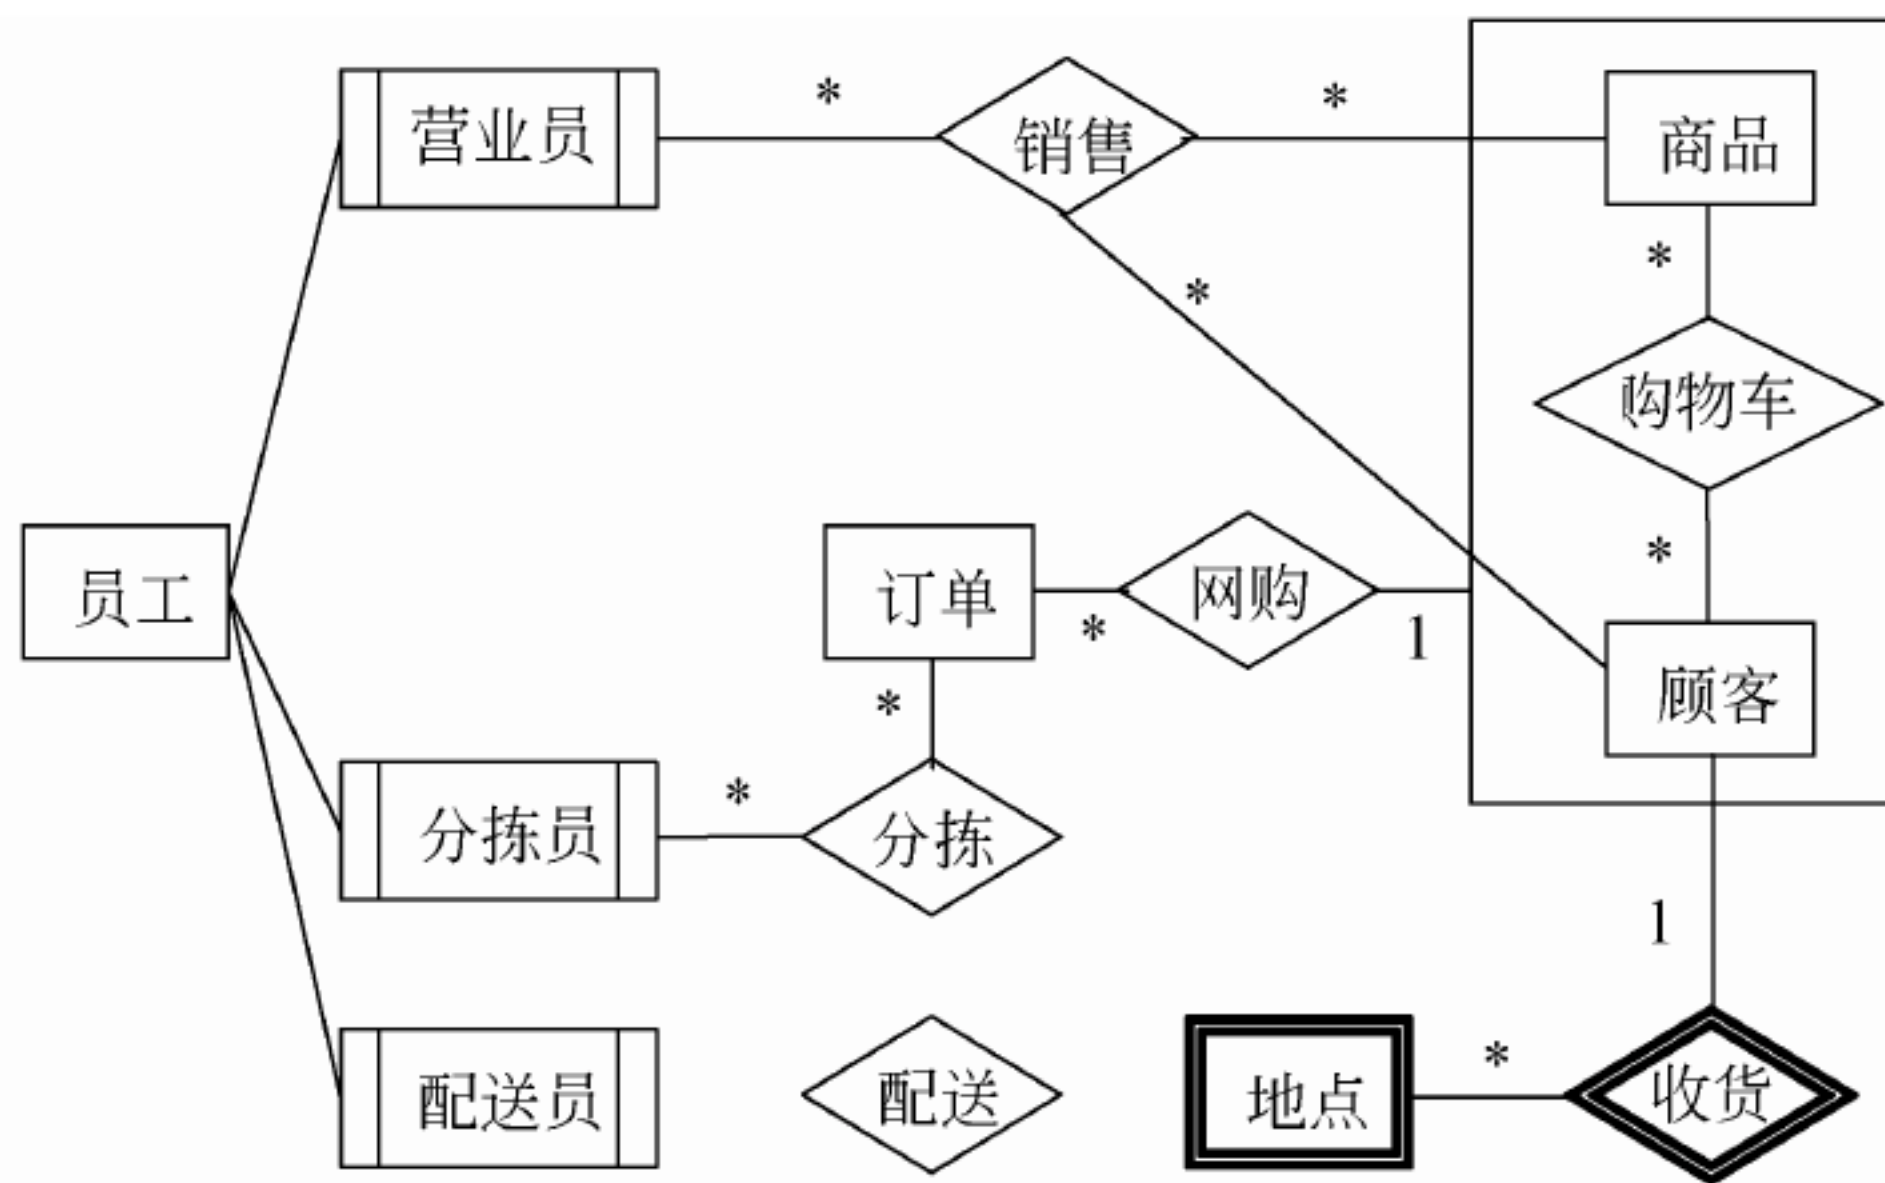 营业员
*
销售
*
商品
*
*
购物车
*
员工
订单
*
网购
1
顾客
*
分拣员
*
分拣
1
配送员
配送
地点
*
收货